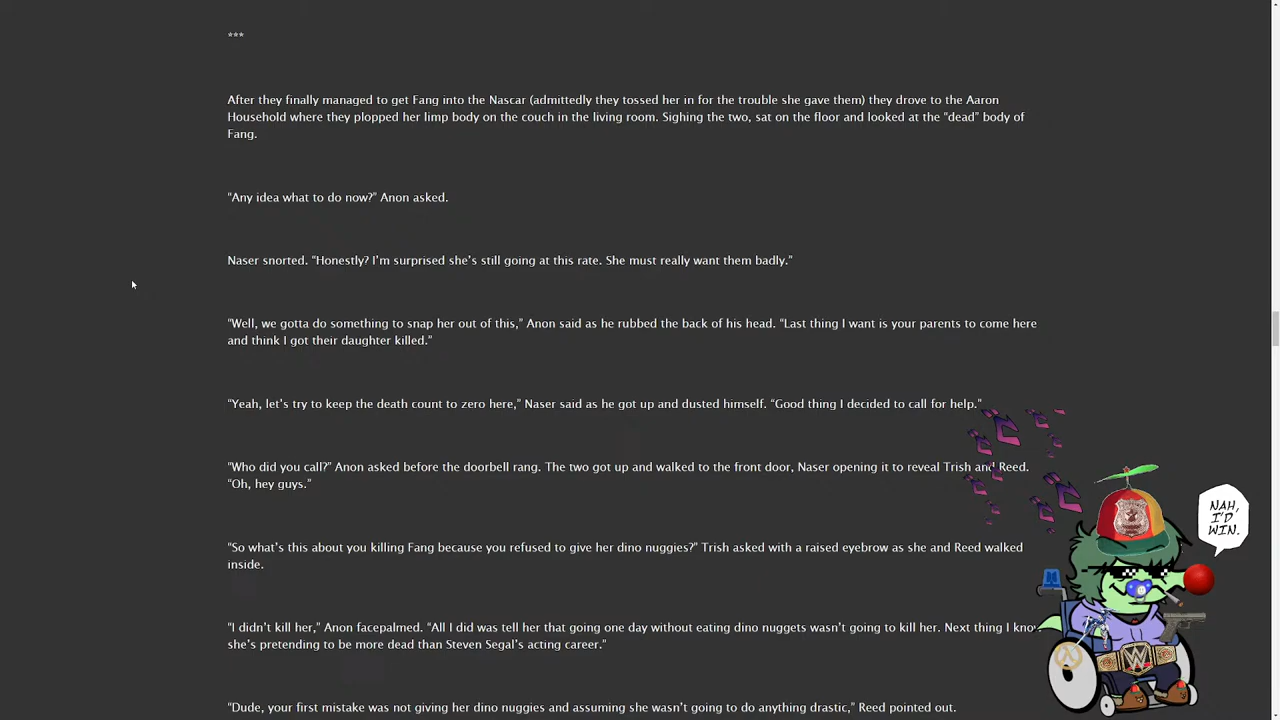 ***
After they finally managed to get Fang into the Nascar (admittedly they tossed her in for the trouble she gave them) they drove to the Aaron
Household where they plopped her limp body on the couch in the living room. Sighing the two, sat on the floor and looked at the “dead” body of
Fang.
“Any idea what to do now?” Anon asked.
Naser snorted. “Honestly? I’m surprised she’s still going at this rate. She must really want them badly.”
“Well, we gotta do something to snap her out of this,” Anon said as he rubbed the back of his head. “Last thing I want is your parents to come here
and think I got their daughter killed.”
“Yeah, let’s try to keep the death count to zero here,” Naser said as he got up and dusted himself. “Good thing I decided to call for help.”
“Who did you call?” Anon asked before the doorbell rang. The two got up and walked to the front door, Naser opening it to reveal Trish and Reed.
“Oh, hey guys.”
NAH,
I'D
WIN.
“So what’s this about you killing Fang because you refused to give her dino nuggies?” Trish asked with a raised eyebrow as she and Reed walked
inside.
“I didn’t kill her,” Anon facepalmed. “All I did was tell her that going one day without eating dino nuggets wasn’t going to kill her. Next thing I know
she’s pretending to be more dead than Steven Segal’s acting career.”
“Dude, your first mistake was not giving her dino nuggies and assuming she wasn’t going to do anything drastic,” Reed pointed out.